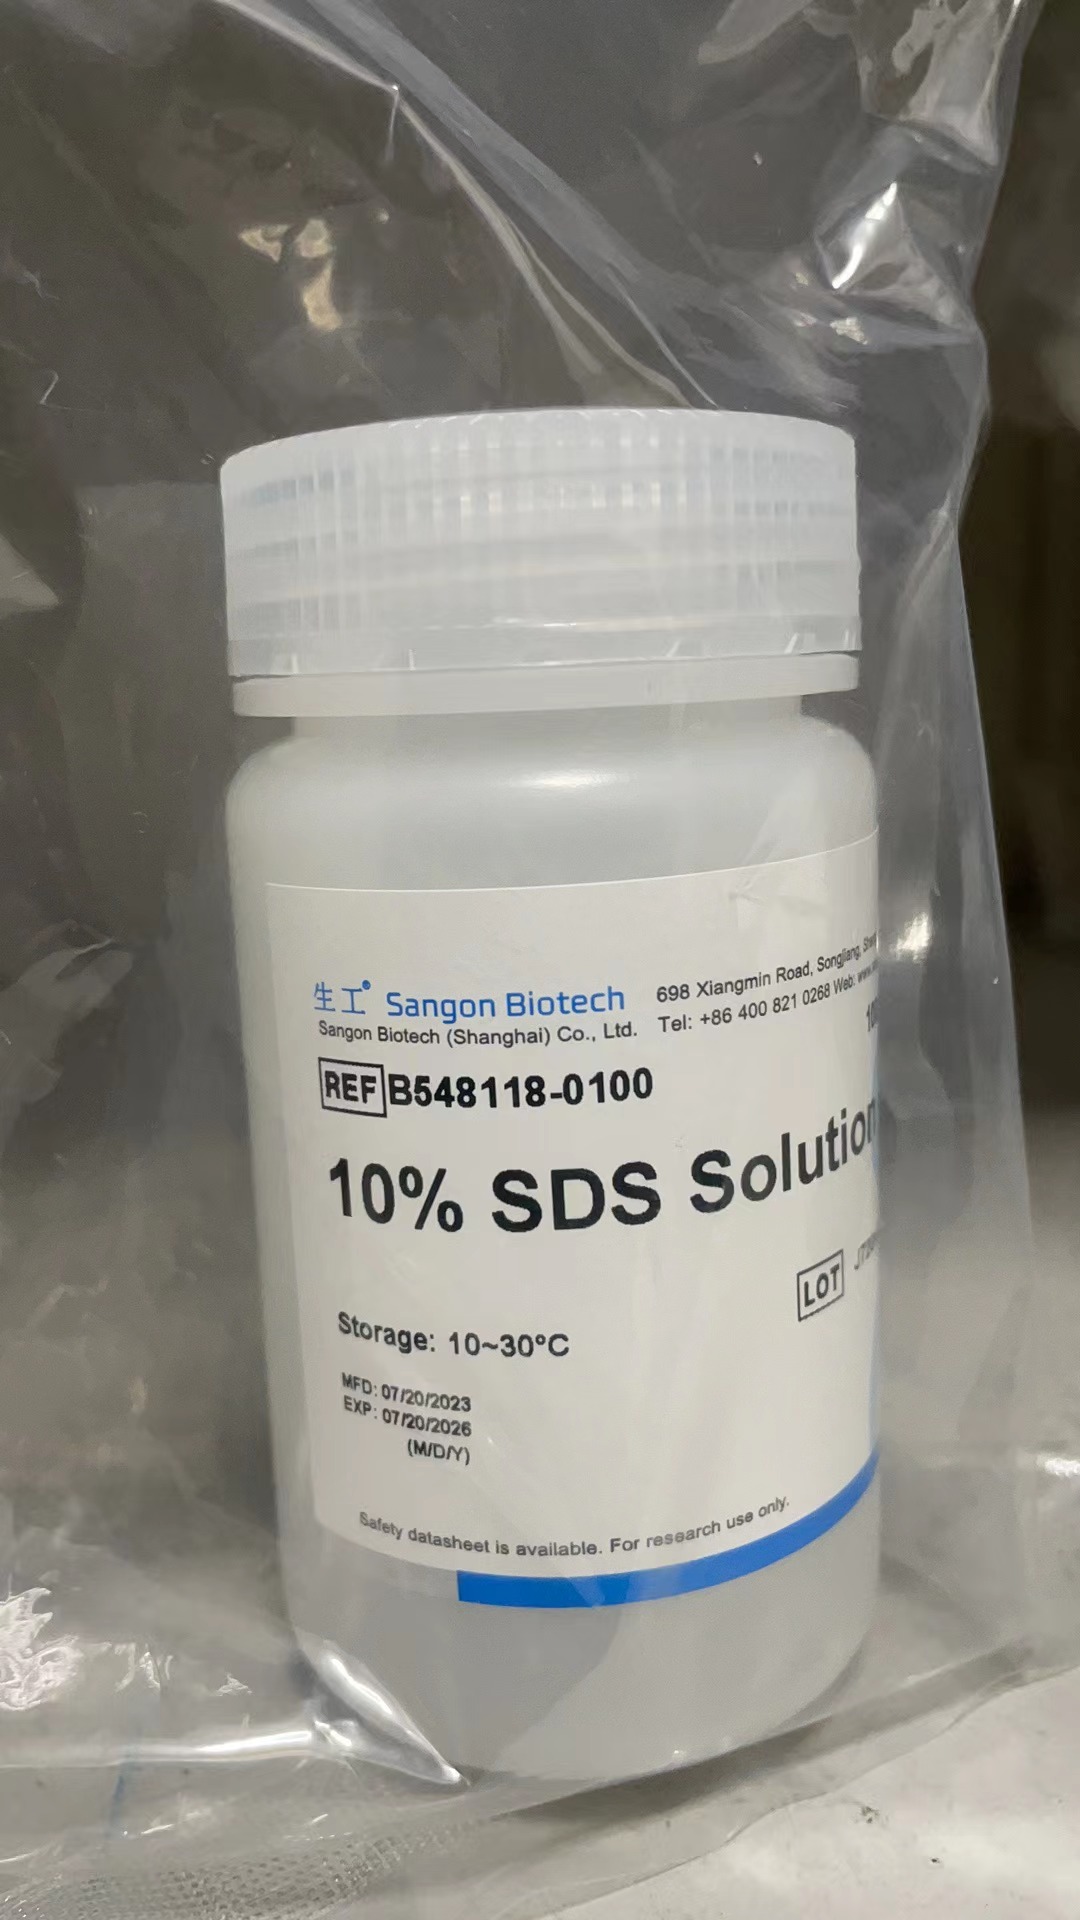 生工 Sangon Biotech
Sangon Biotech (Shanghai) Co., Ltd.
698 Xiangmin Road, Songjiang,
Tel: +86 400 821 0268 Web:
REF B548118-0100
10% SDS Solution
LOT
Storage: 10~30°C
MFD: 07/20/2023
EXP: 07/20/2026
(M/D/Y)
Safety datasheet is available. For research use only.